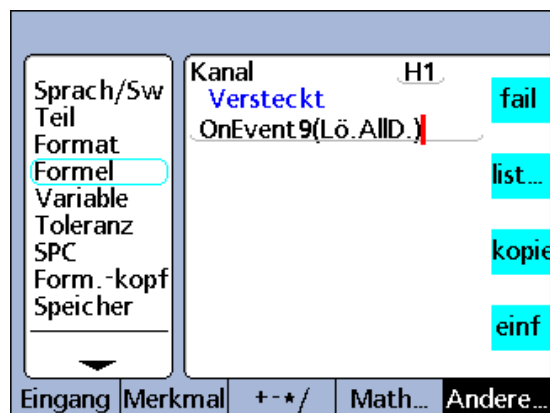 Sprach/Sw
Teil
Format
Formel
Variable
Toleranz
SPC
Form.-kopf
Speicher
Kanal H1
Versteckt
OnEvent9(Lö.AllD.)
fail
list...
kopie
einf
Eingang Merkmal +-*/ Math... Andere...